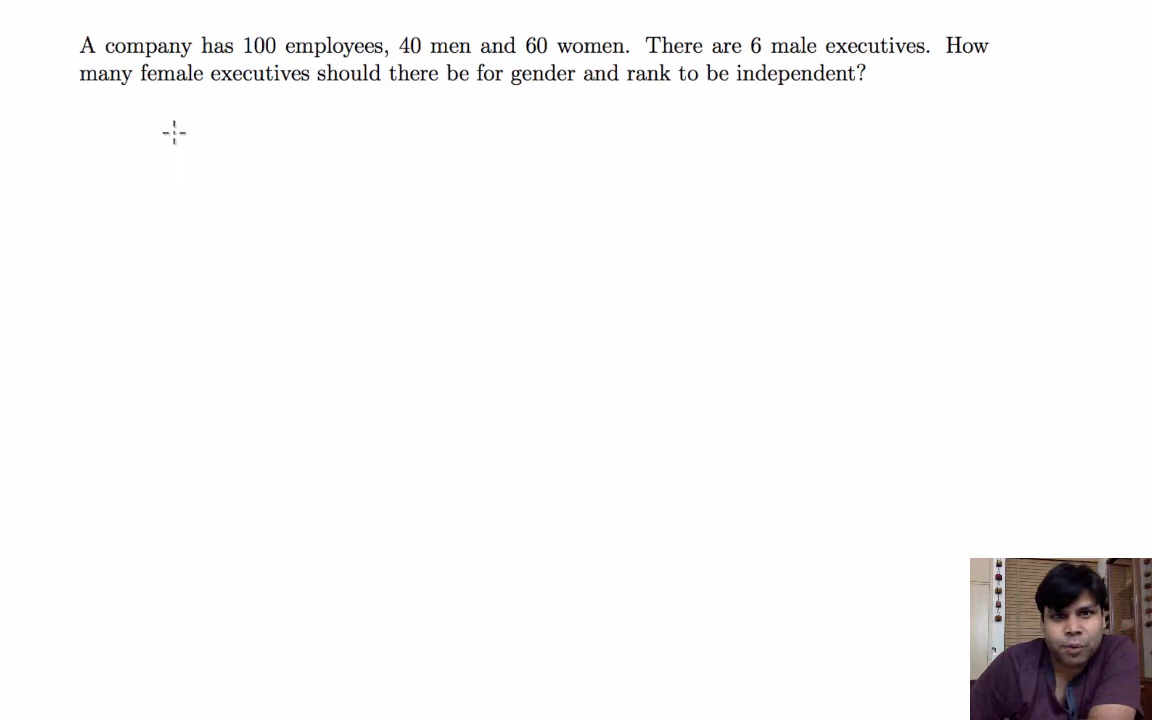 A company has 100 employees, 40 men and 60 women. There are 6 male executives. How
many female executives should there be for gender and rank to be independent?